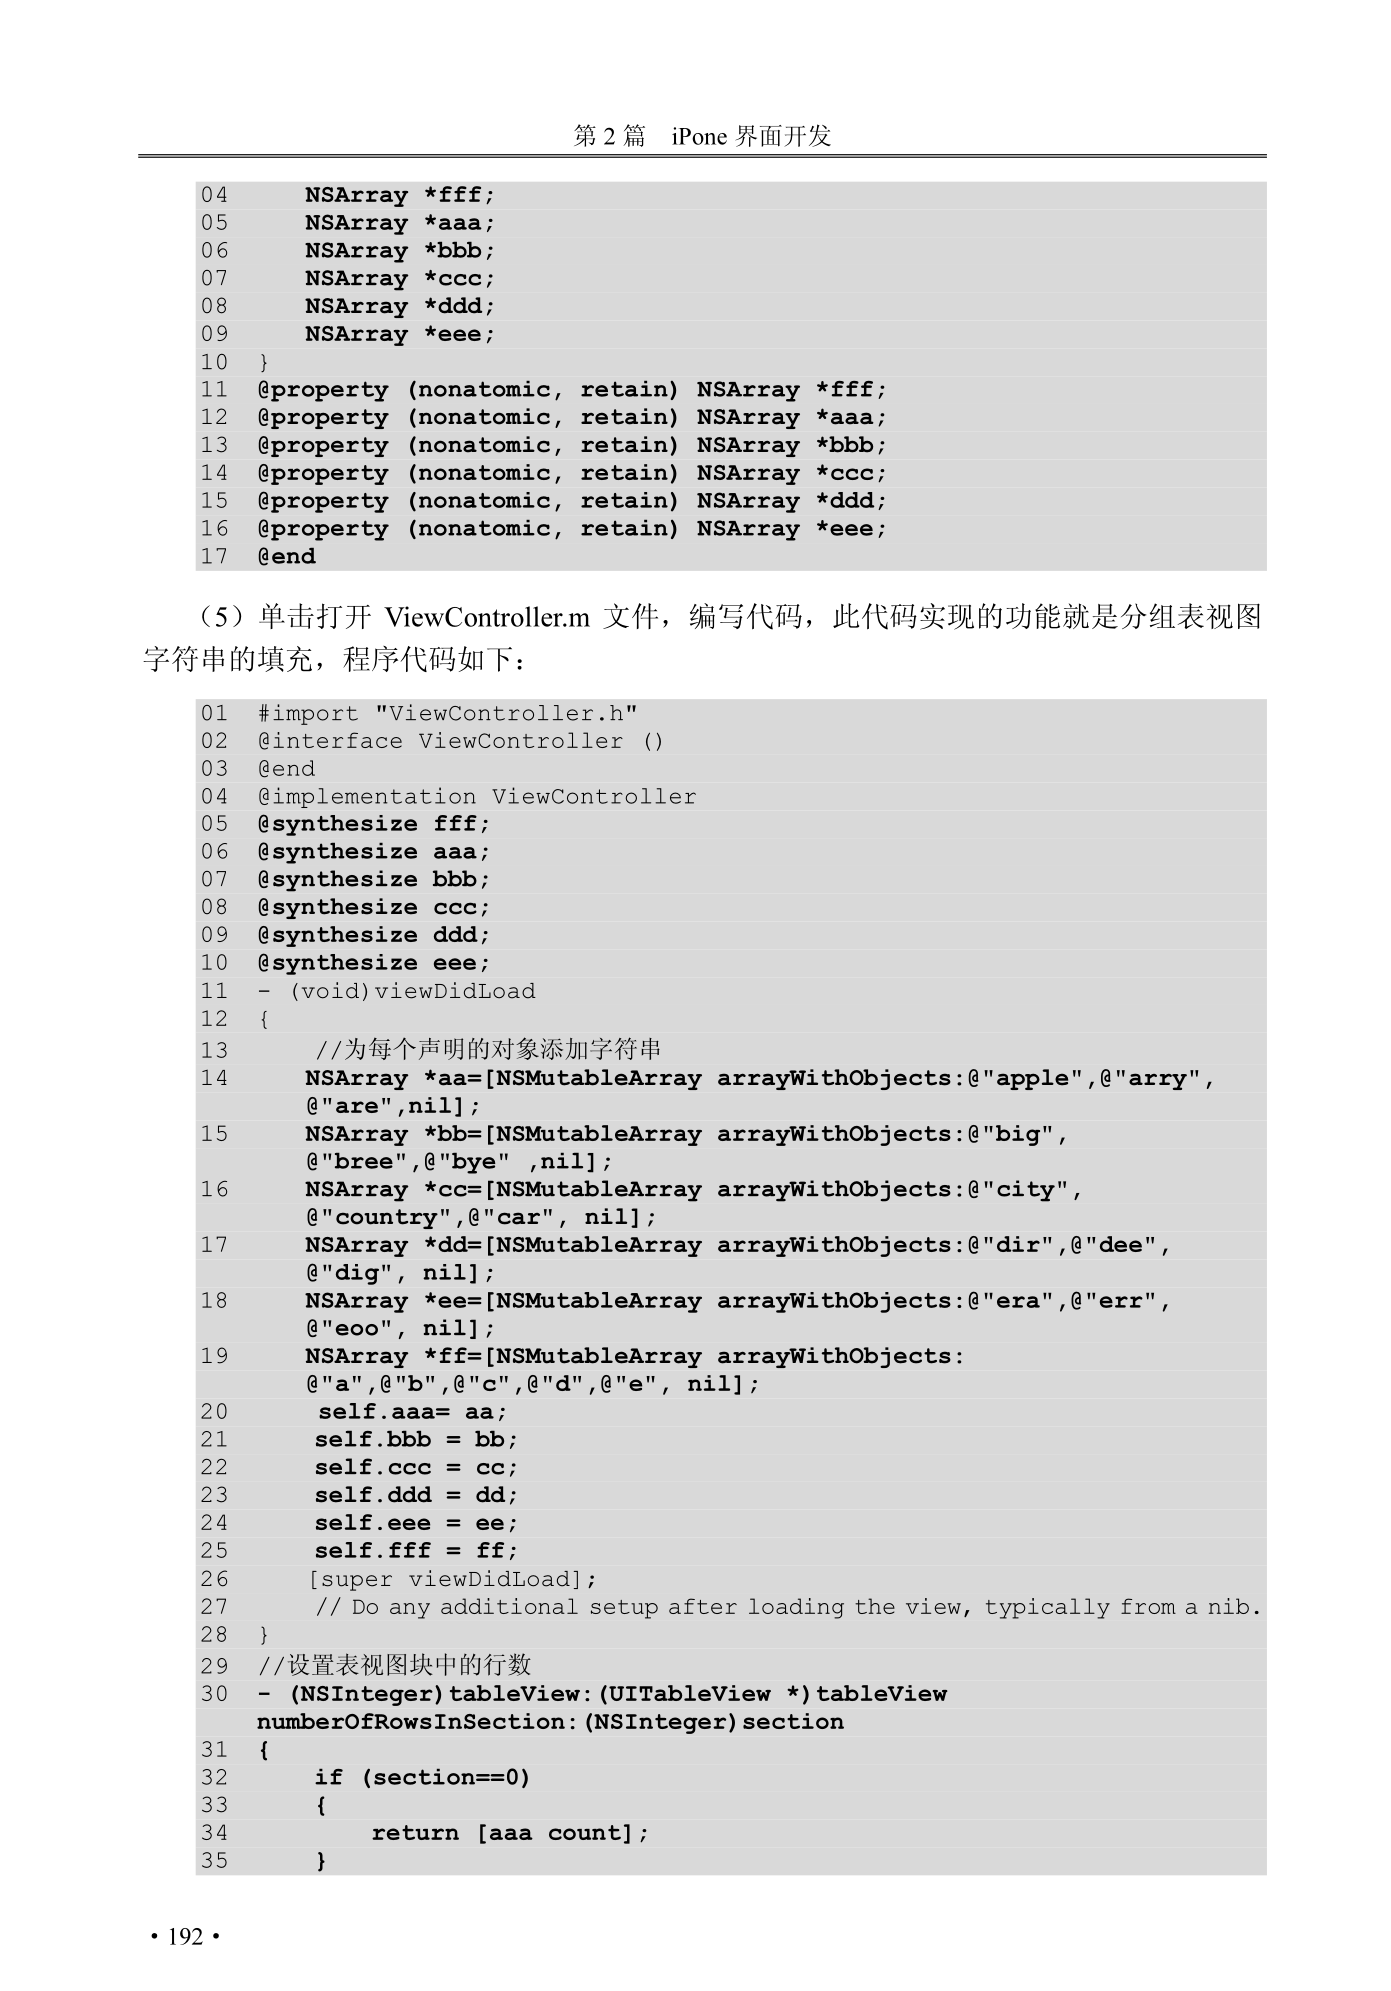 第 2 篇　iPone 界面开发
04 NSArray *fff;
05 NSArray *aaa;
06 NSArray *bbb;
07 NSArray *ccc;
08 NSArray *ddd;
09 NSArray *eee;
10 }
11 @property (nonatomic, retain) NSArray *fff;
12 @property (nonatomic, retain) NSArray *aaa;
13 @property (nonatomic, retain) NSArray *bbb;
14 @property (nonatomic, retain) NSArray *ccc;
15 @property (nonatomic, retain) NSArray *ddd;
16 @property (nonatomic, retain) NSArray *eee;
17 @end
（5）单击打开 ViewController.m 文件，编写代码，此代码实现的功能就是分组表视图
字符串的填充，程序代码如下：
01 #import "ViewController.h"
02 @interface ViewController ()
03 @end
04 @implementation ViewController
05 @synthesize fff;
06 @synthesize aaa;
07 @synthesize bbb;
08 @synthesize ccc;
09 @synthesize ddd;
10 @synthesize eee;
11 - (void)viewDidLoad
12 {
13 //为每个声明的对象添加字符串
14 NSArray *aa=[NSMutableArray arrayWithObjects:@"apple",@"arry",
@"are",nil];
15 NSArray *bb=[NSMutableArray arrayWithObjects:@"big",
@"bree",@"bye" ,nil];
16 NSArray *cc=[NSMutableArray arrayWithObjects:@"city",
@"country",@"car", nil];
17 NSArray *dd=[NSMutableArray arrayWithObjects:@"dir",@"dee",
@"dig", nil];
18 NSArray *ee=[NSMutableArray arrayWithObjects:@"era",@"err",
@"eoo", nil];
19 NSArray *ff=[NSMutableArray arrayWithObjects:
@"a",@"b",@"c",@"d",@"e", nil];
20 self.aaa= aa;
21 self.bbb = bb;
22 self.ccc = cc;
23 self.ddd = dd;
24 self.eee = ee;
25 self.fff = ff;
26 [super viewDidLoad];
27 // Do any additional setup after loading the view, typically from a nib.
28 }
29 //设置表视图块中的行数
30 - (NSInteger)tableView:(UITableView *)tableView
numberOfRowsInSection:(NSInteger)section
31 {
32 if (section==0)
33 {
34 return [aaa count];
35 }
• 192 •